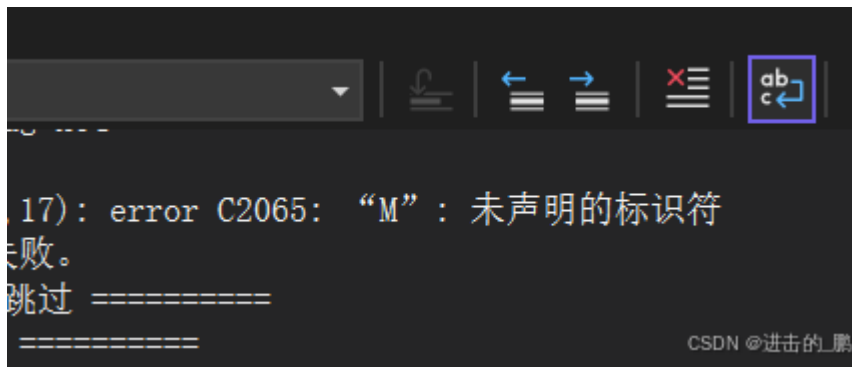 ab
c
,17): error C2065: “M”: 未声明的标识符
失败。
跳过 ==========
==========
CSDN @进击的_鹏